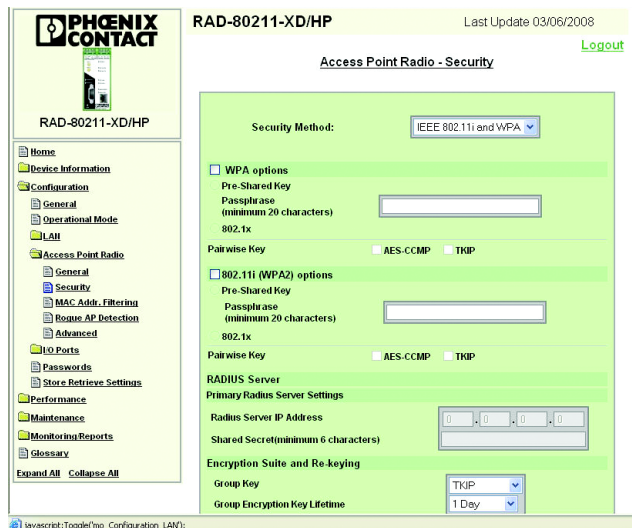 PHŒNIX
CONTACT
RAD-80211-XD/HP
RAD-80211-XD/HP
Last Update 03/06/2008
Logout
Access Point Radio - Security
Home
Device Information
Configuration
General
Operational Mode
LAN
Access Point Radio
General
Security
MAC Addr. Filtering
Rogue AP Detection
Advanced
I/O Ports
Passwords
Store Retrieve Settings
Performance
Maintenance
Monitoring/Reports
Glossary
Expand All Collapse All
Security Method: IEEE 802.11i and WPA
WPA options
Pre-Shared Key
Passphrase
(minimum 20 characters)
802.1x
Pairwise Key AES-CCMP TKIP
802.11i (WPA2) options
Pre-Shared Key
Passphrase
(minimum 20 characters)
802.1x
Pairwise Key AES-CCMP TKIP
RADIUS Server
Primary Radius Server Settings
Radius Server IP Address 0 . 0 . 0 . 0
Shared Secret(minimum 6 characters)
Encryption Suite and Re-keying
Group Key TKIP
Group Encryption Key Lifetime 1 Day
javascript:Toggle('mo_Configuration_LAN');